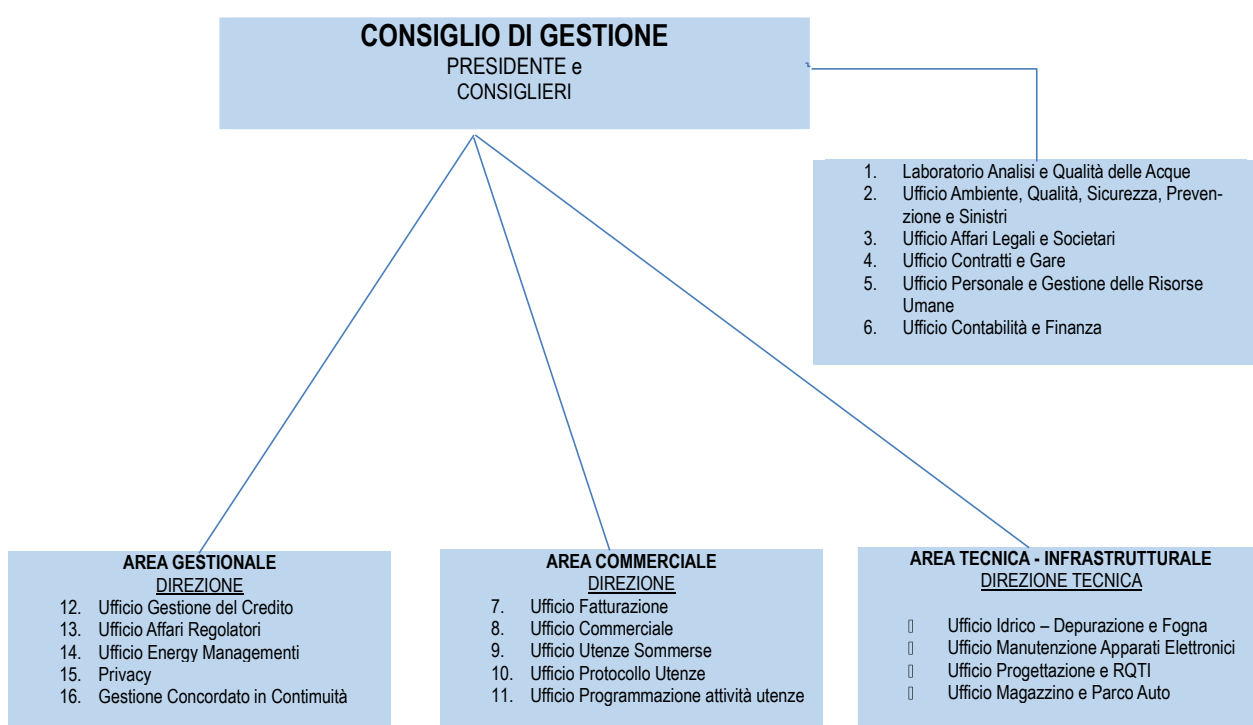 CONSIGLIO DI GESTIONE
PRESIDENTE e
CONSIGLIERI
1. Laboratorio Analisi e Qualità delle Acque
2. Ufficio Ambiente, Qualità, Sicurezza, Preven-
zione e Sinistri
3. Ufficio Affari Legali e Societari
4. Ufficio Contratti e Gare
5. Ufficio Personale e Gestione delle Risorse
Umane
6. Ufficio Contabilità e Finanza
AREA GESTIONALE
DIREZIONE
12. Ufficio Gestione del Credito
13. Ufficio Affari Regolatori
14. Ufficio Energy Managementi
15. Privacy
16. Gestione Concordato in Contimuità
AREA COMMERCIALE
DIREZIONE
7. Ufficio Fatturazione
8. Ufficio Commerciale
9. Ufficio Utenze Sommerse
10. Ufficio Protocollo Utenze
11. Ufficio Programmazione attività utenze
AREA TECNICA - INFRASTRUTTURALE
DIREZIONE TECNICA
Ufficio Idrico – Depurazione e Fogna
Ufficio Manutenzione Apparati Elettronici
Ufficio Progettazione e RQTI
Ufficio Magazzino e Parco Auto